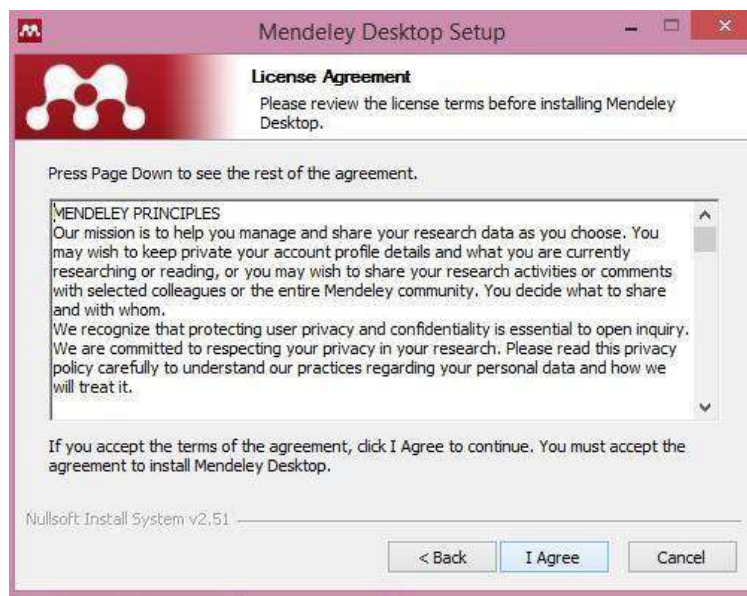 Mendeley Desktop Setup
License Agreement
Please review the license terms before installing Mendeley
Desktop.
Press Page Down to see the rest of the agreement.
MENDELEY PRINCIPLES
Our mission is to help you manage and share your research data as you choose. You
may wish to keep private your account profile details and what you are currently
researching or reading, or you may wish to share your research activities or comments
with selected colleagues or the entire Mendeley community. You decide what to share
and with whom.
We recognize that protecting user privacy and confidentiality is essential to open inquiry.
We are committed to respecting your privacy in your research. Please read this privacy
policy carefully to understand our practices regarding your personal data and how we
will treat it.
If you accept the terms of the agreement, click I Agree to continue. You must accept the
agreement to install Mendeley Desktop.
Nullsoft Install System v2.51
< Back I Agree Cancel